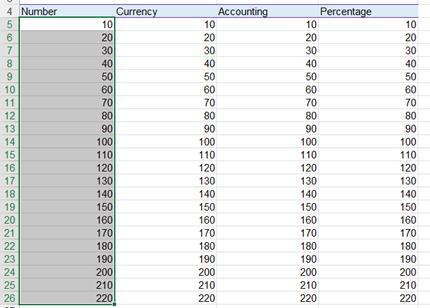 4 Number Currency Accounting Percentage
5 10 10 10 10
6 20 20 20 20
7 30 30 30 30
8 40 40 40 40
9 50 50 50 50
10 60 60 60 60
11 70 70 70 70
12 80 80 80 80
13 90 90 90 90
14 100 100 100 100
15 110 110 110 110
16 120 120 120 120
17 130 130 130 130
18 140 140 140 140
19 150 150 150 150
20 160 160 160 160
21 170 170 170 170
22 180 180 180 180
23 190 190 190 190
24 200 200 200 200
25 210 210 210 210
26 220 220 220 220